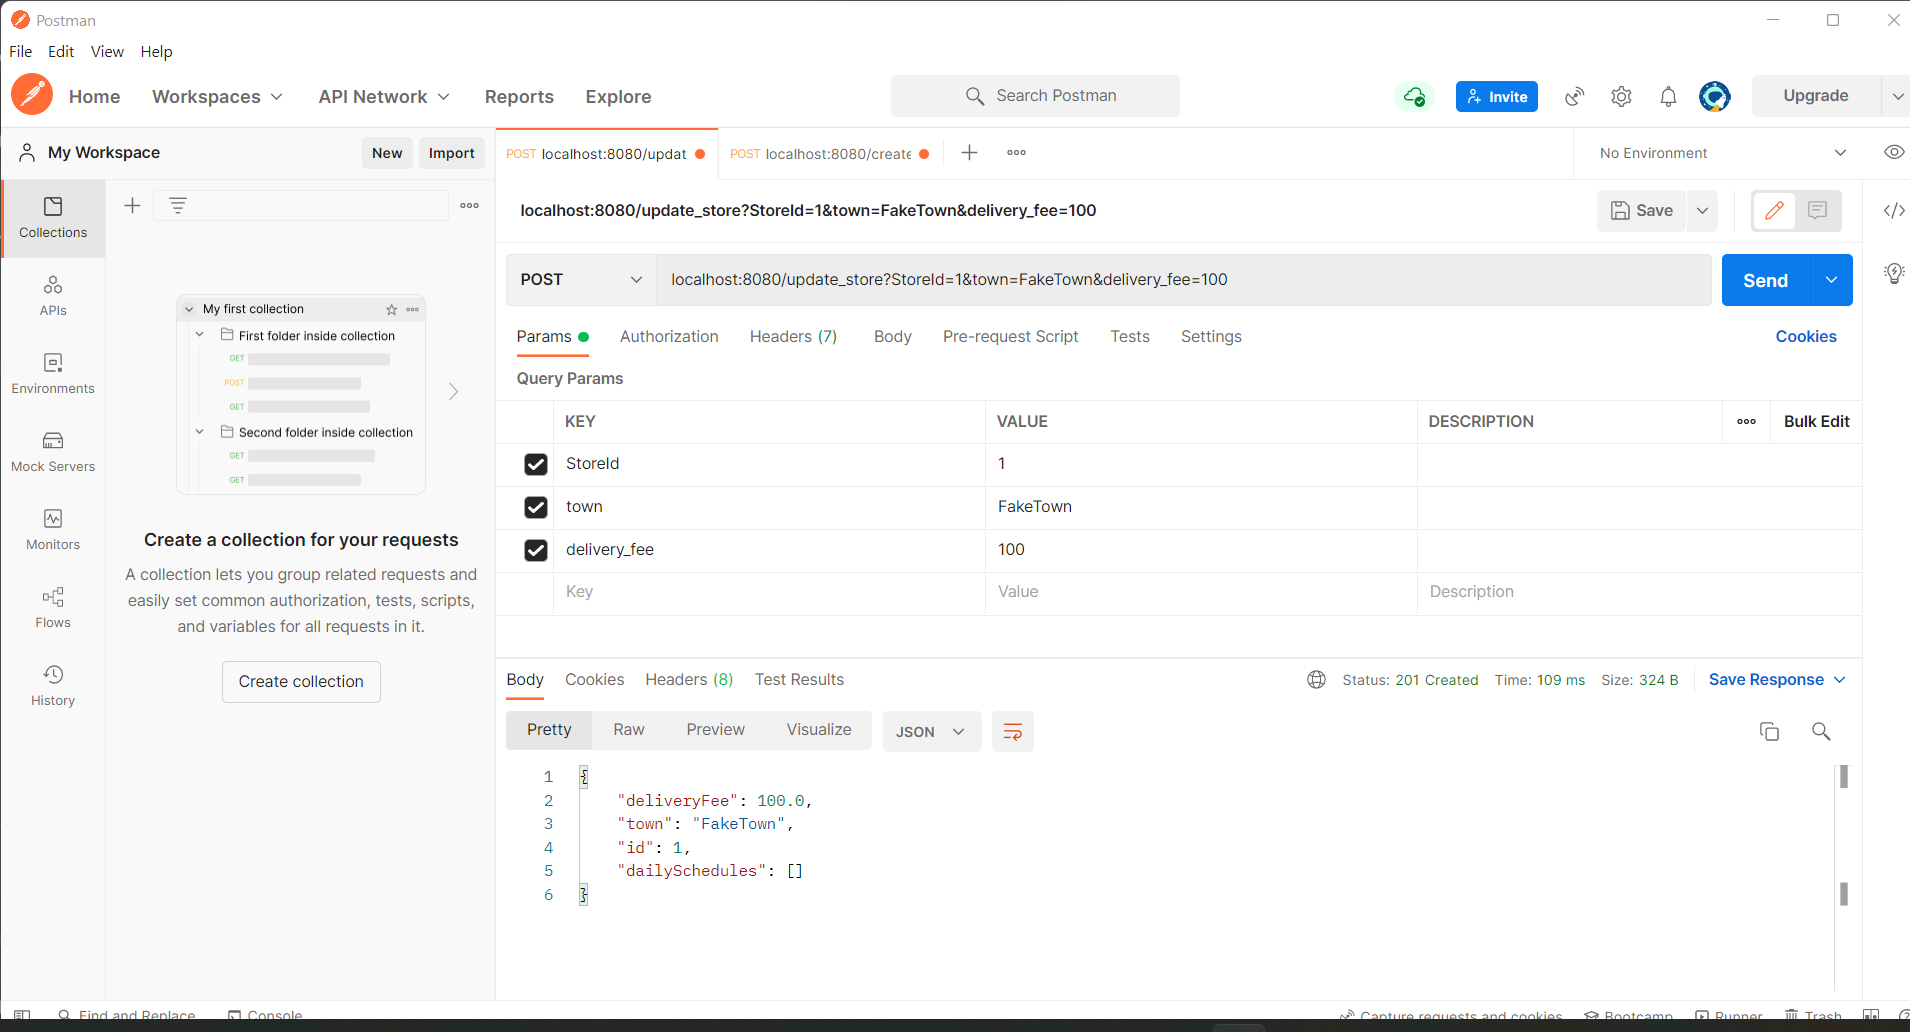 Postman
File Edit View Help
Home Workspaces API Network Reports Explore Search Postman Invite Upgrade
My Workspace New Import POST localhost:8080/updat POST localhost:8080/create No Environment
localhost:8080/update_store?StoreId=1&town=FakeTown&delivery_fee=100 Save
Collections
POST localhost:8080/update_store?StoreId=1&town=FakeTown&delivery_fee=100 Send
APIs
Environments
Mock Servers
Monitors
Flows
History
My first collection
First folder inside collection
GET
POST
GET
Second folder inside collection
GET
GET
Create a collection for your requests
A collection lets you group related requests and
easily set common authorization, tests, scripts,
and variables for all requests in it.
Create collection
Params Authorization Headers (7) Body Pre-request Script Tests Settings Cookies
Query Params
KEY VALUE DESCRIPTION Bulk Edit
StoreId 1
town FakeTown
delivery_fee 100
Key Value Description
Body Cookies Headers (8) Test Results Status: 201 Created Time: 109 ms Size: 324 B Save Response
Pretty Raw Preview Visualize JSON
1 {
2 "deliveryFee": 100.0,
3 "town": "FakeTown",
4 "id": 1,
5 "dailySchedules": []
6 }
Find and Replace Console Capture requests and cookies Bootcamp Runner Trash